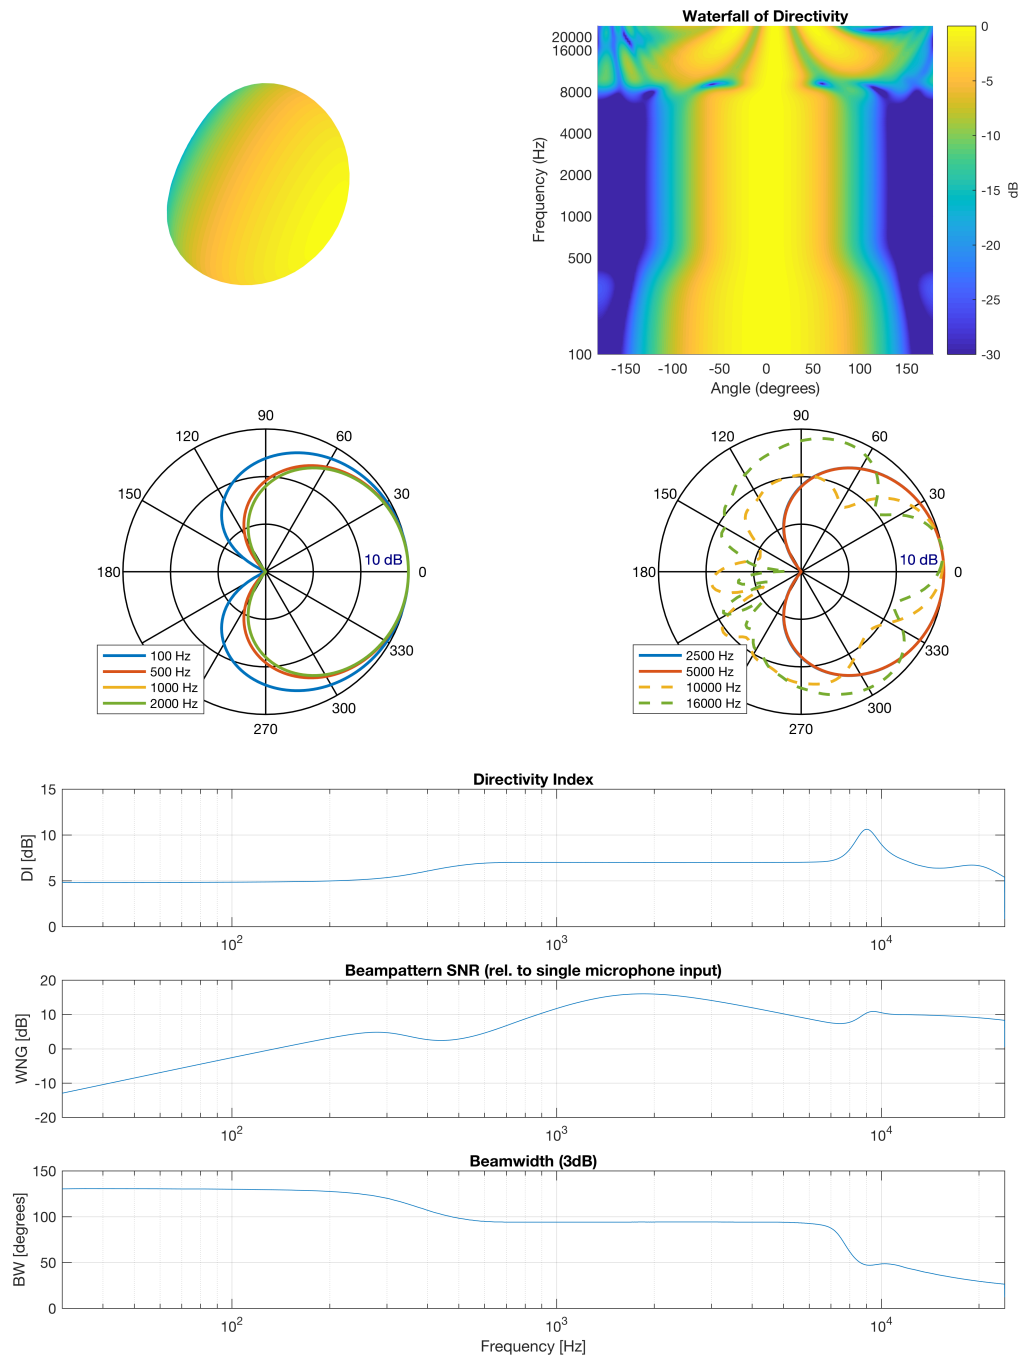 Waterfall of Directivity
20000
16000
8000
4000
2000
1000
500
100
Frequency (Hz)
-150 -100 -50 0 50 100 150
Angle (degrees)
0
-5
-10
-15
-20
-25
-30
dB
90
120 60
150 30
10 dB
180 0
330
300
270
100 Hz
500 Hz
1000 Hz
2000 Hz
90
120 60
150 30
10 dB
180 0
330
300
270
2500 Hz
5000 Hz
10000 Hz
16000 Hz
Directivity Index
15
10
5
0
DI [dB]
10² 10³ 10⁴
Beampattern SNR (rel. to single microphone input)
20
10
0
-10
-20
WNG [dB]
10² 10³ 10⁴
Beamwidth (3dB)
150
100
50
0
BW [degrees]
10² 10³ 10⁴
Frequency [Hz]